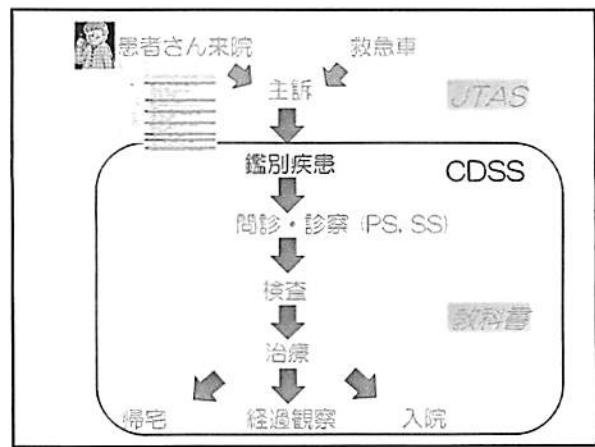 患者さん来院
救急車
主訴
JTAS
鑑別疾患
CDSS
問診・診察 (PS, SS)
検査
教科書
治療
帰宅
経過観察
入院